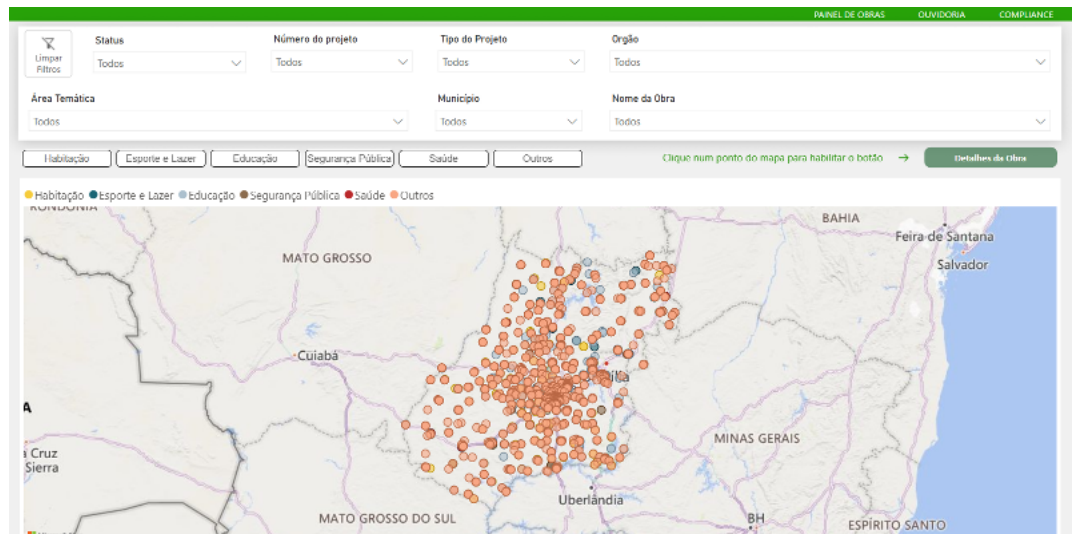 PAINEL DE OBRAS OUVIDORIA COMPLIANCE
Limpar
Filtros
Status Número do projeto Tipo do Projeto Orgão
Todos Todos Todos Todos
Área Temática Município Nome da Obra
Todos Todos Todos
Habitação Esporte e Lazer Educação Segurança Pública Saúde Outros Clique num ponto do mapa para habilitar o botão → Detalhes da Obra
Habitação Esporte e Lazer Educação Segurança Pública Saúde Outros
RONDÔNIA
BAHIA
Feira de Santana
MATO GROSSO
Salvador
Cuiabá
A
MINAS GERAIS
Cruz
Sierra
Uberlândia
MATO GROSSO DO SUL
BH
ESPÍRITO SANTO